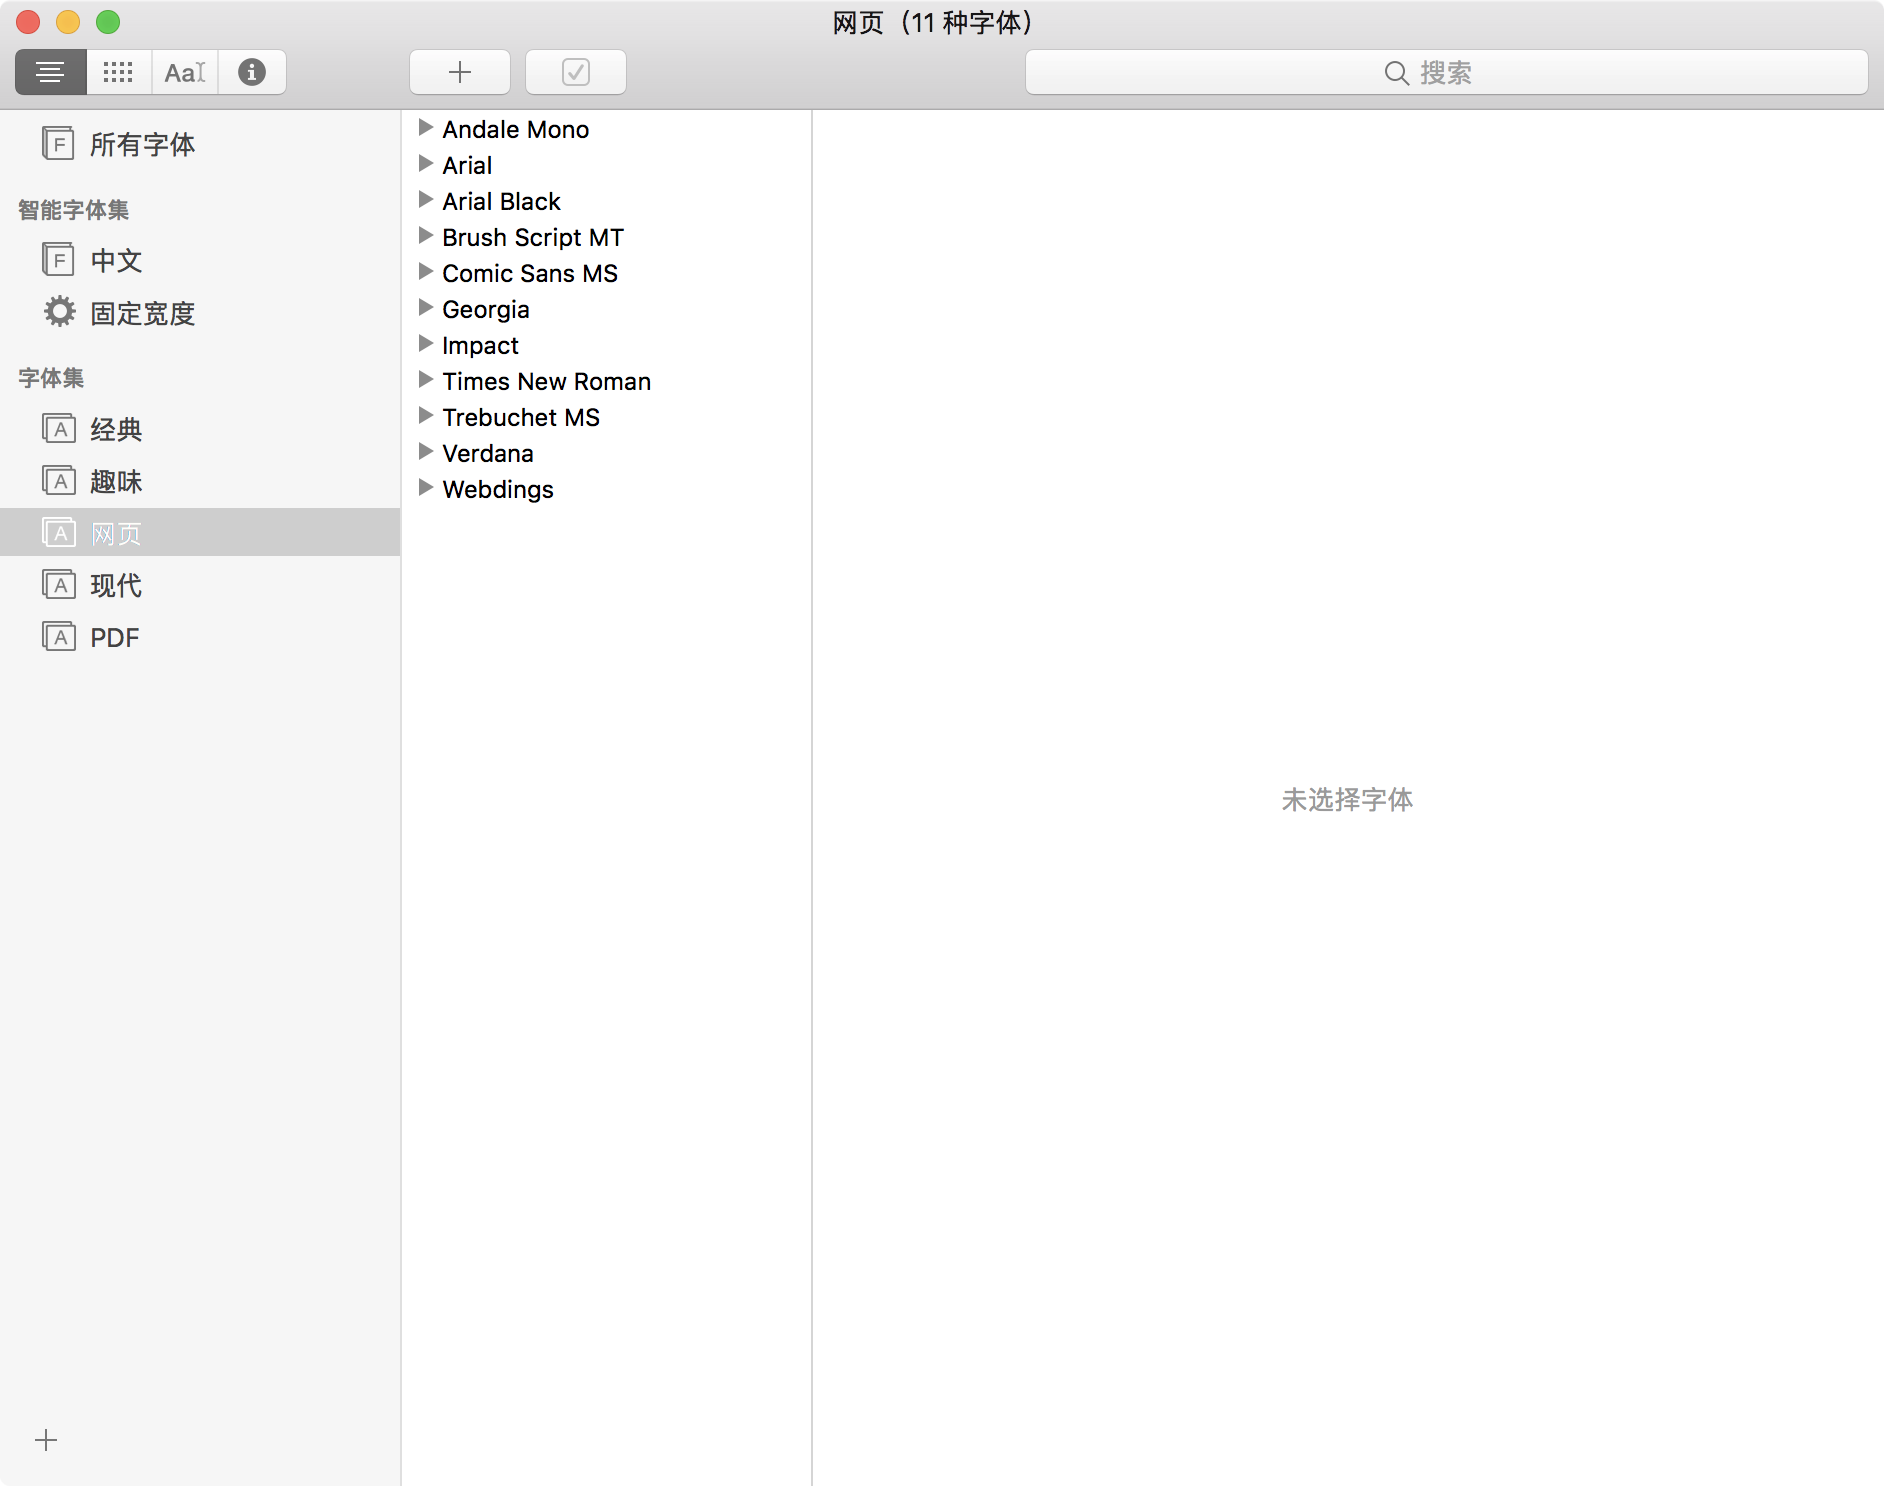 网页（11 种字体）
Aa
搜索
所有字体
智能字体集
中文
固定宽度
字体集
经典
趣味
网页
现代
PDF
Andale Mono
Arial
Arial Black
Brush Script MT
Comic Sans MS
Georgia
Impact
Times New Roman
Trebuchet MS
Verdana
Webdings
未选择字体